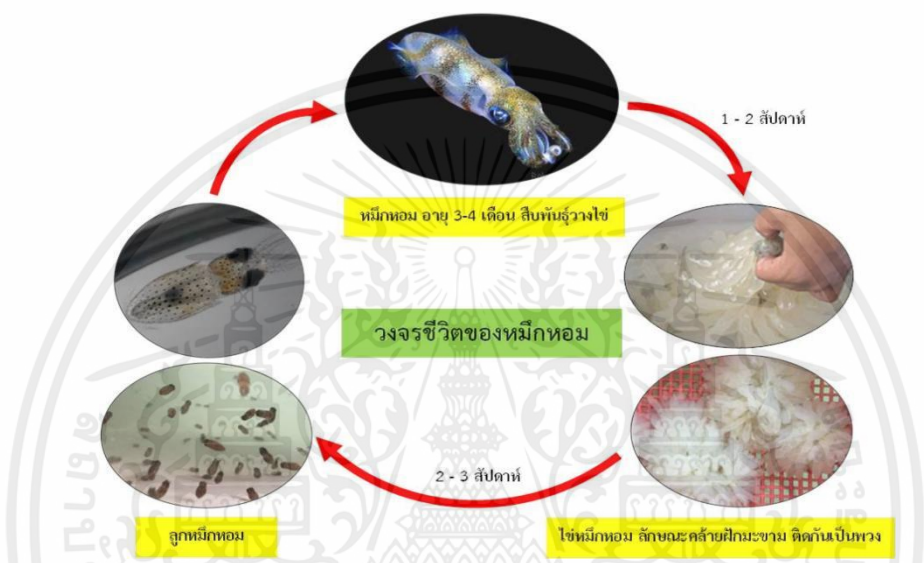 1 - 2 สัปดาห์
หมึกหอม อายุ 3-4 เดือน สืบพันธุ์วางไข่
วงจรชีวิตของหมึกหอม
2 - 3 สัปดาห์
ลูกหมึกหอม
ไข่หมึกหอม ลักษณะคล้ายฝักมะขาม ติดกันเป็นพวง